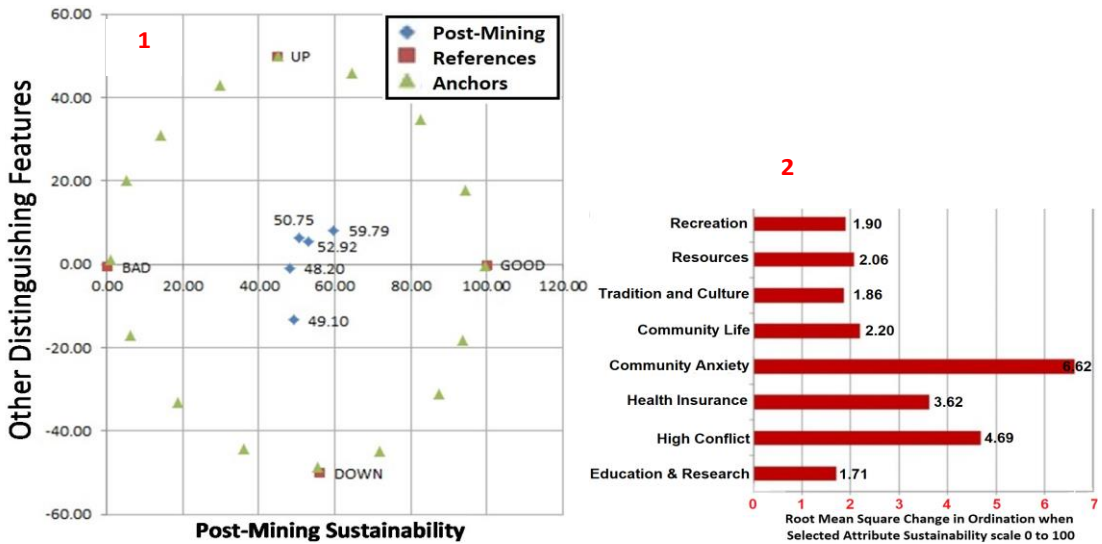 1
Other Distinguishing Features
60.00
40.00
20.00
0.00
-20.00
-40.00
-60.00
Post-Mining
References
Anchors
UP
50.75
59.79
52.92
48.20
49.10
BAD
GOOD
DOWN
0.00 20.00 40.00 60.00 80.00 100.00 120.00
Post-Mining Sustainability
2
Recreation 1.90
Resources 2.06
Tradition and Culture 1.86
Community Life 2.20
Community Anxiety 6.62
Health Insurance 3.62
High Conflict 4.69
Education & Research 1.71
0 1 2 3 4 5 6 7
Root Mean Square Change in Ordination when
Selected Attribute Sustainability scale 0 to 100